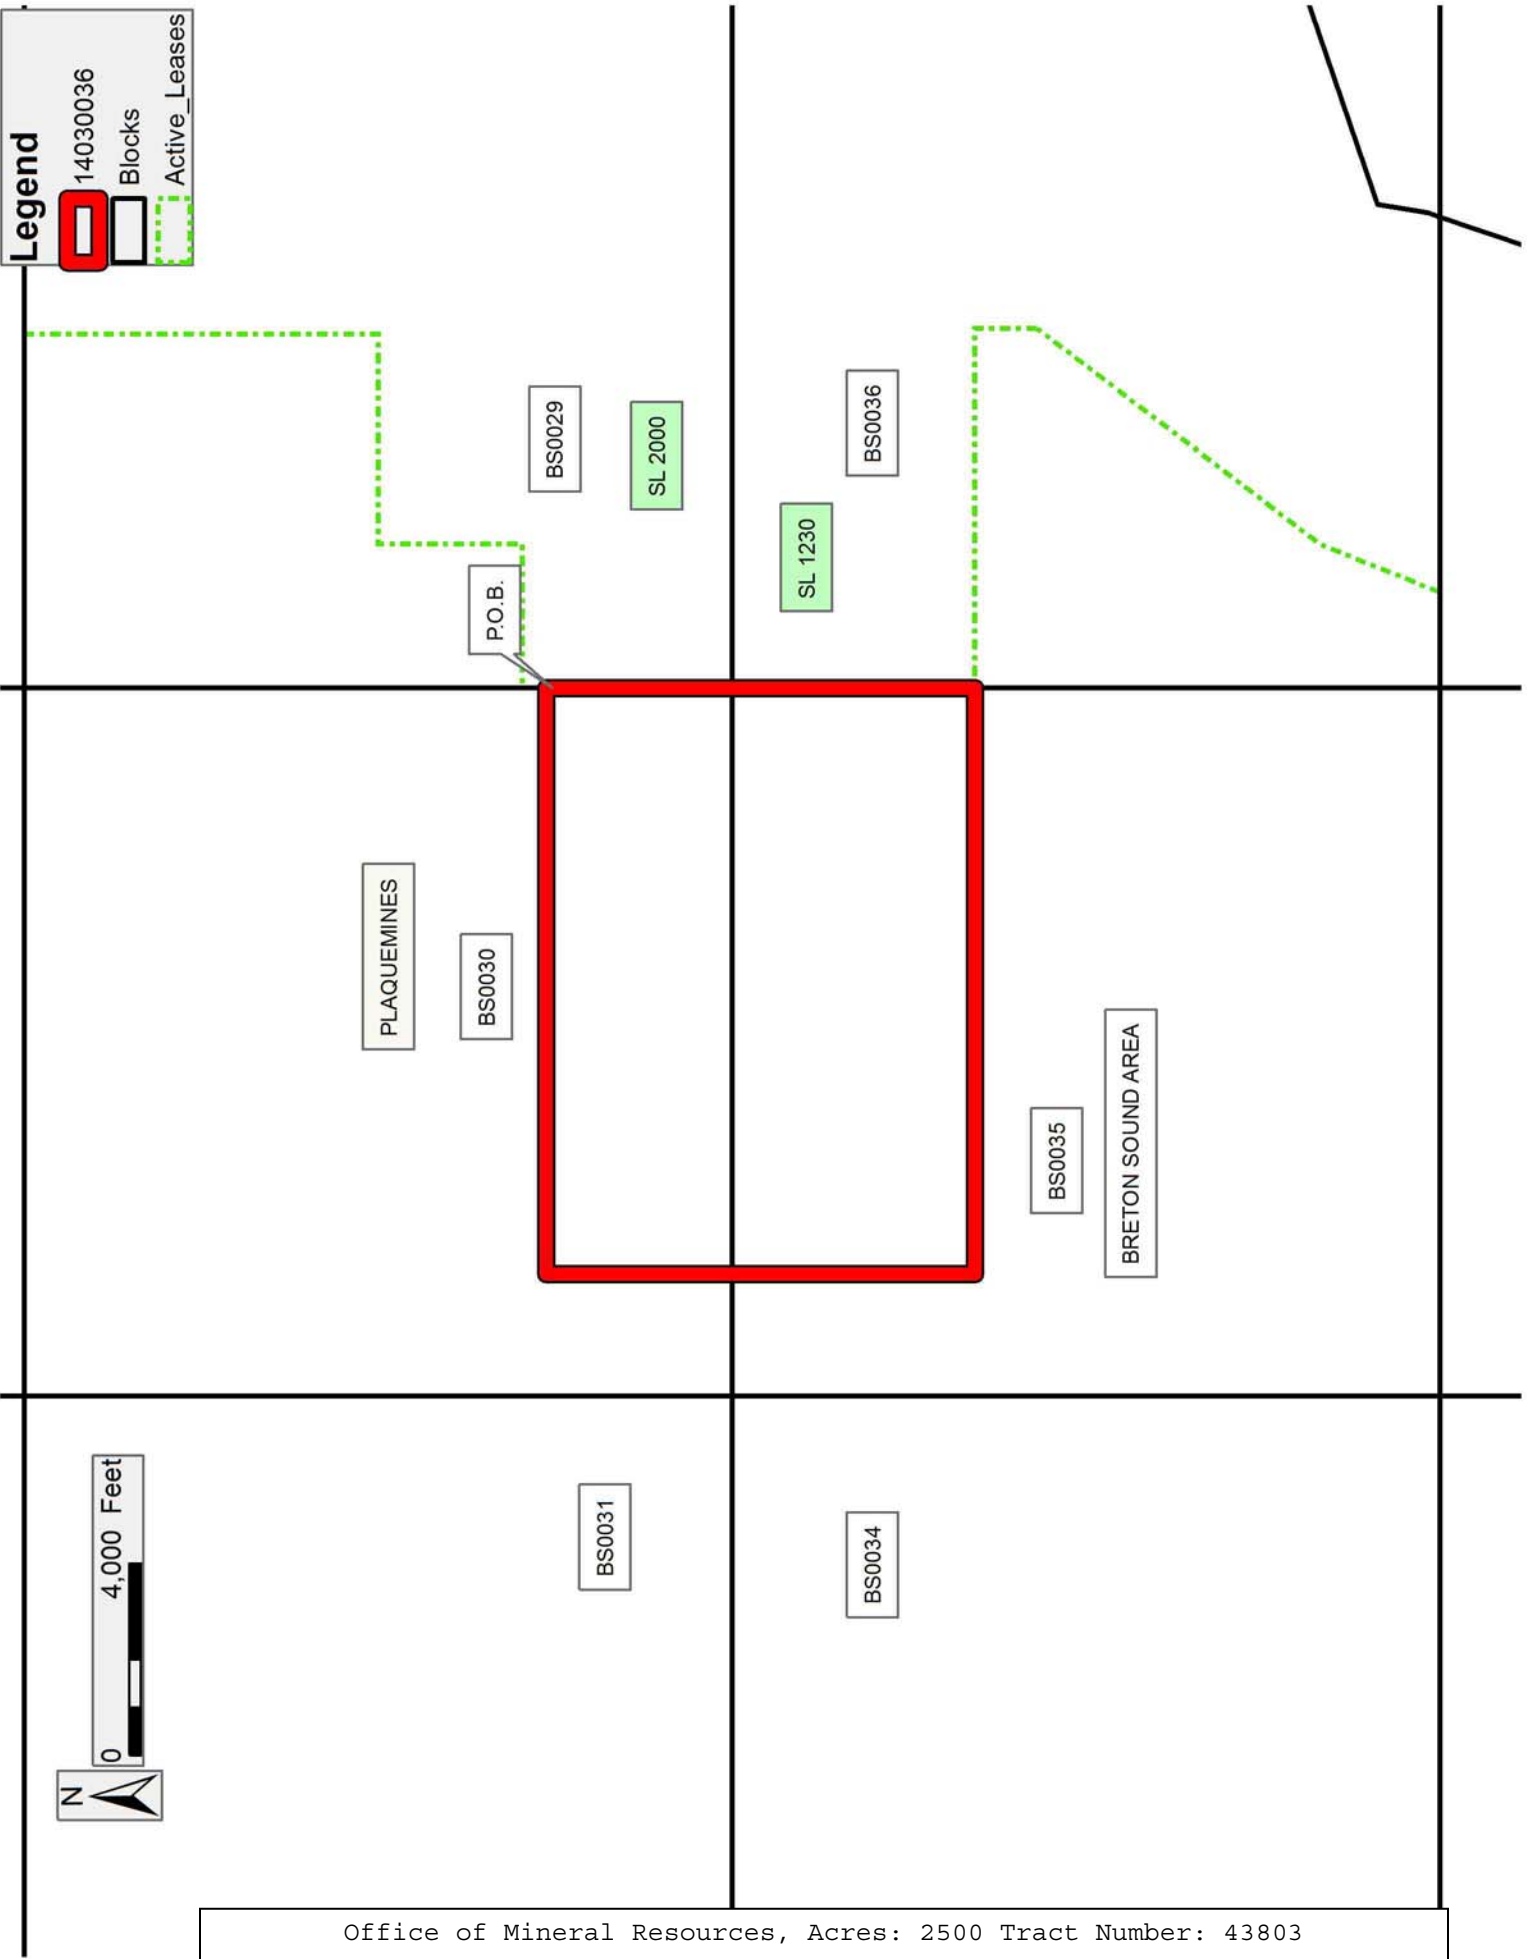 Legend
14030036
Blocks
Active_Leases
BS0029
SL 2000
BS0036
SL 1230
P.O.B.
PLAQUEMINES
BS0030
BS0035
BRETON SOUND AREA
BS0031
BS0034
0 4,000 Feet
N
Office of Mineral Resources, Acres: 2500 Tract Number: 43803